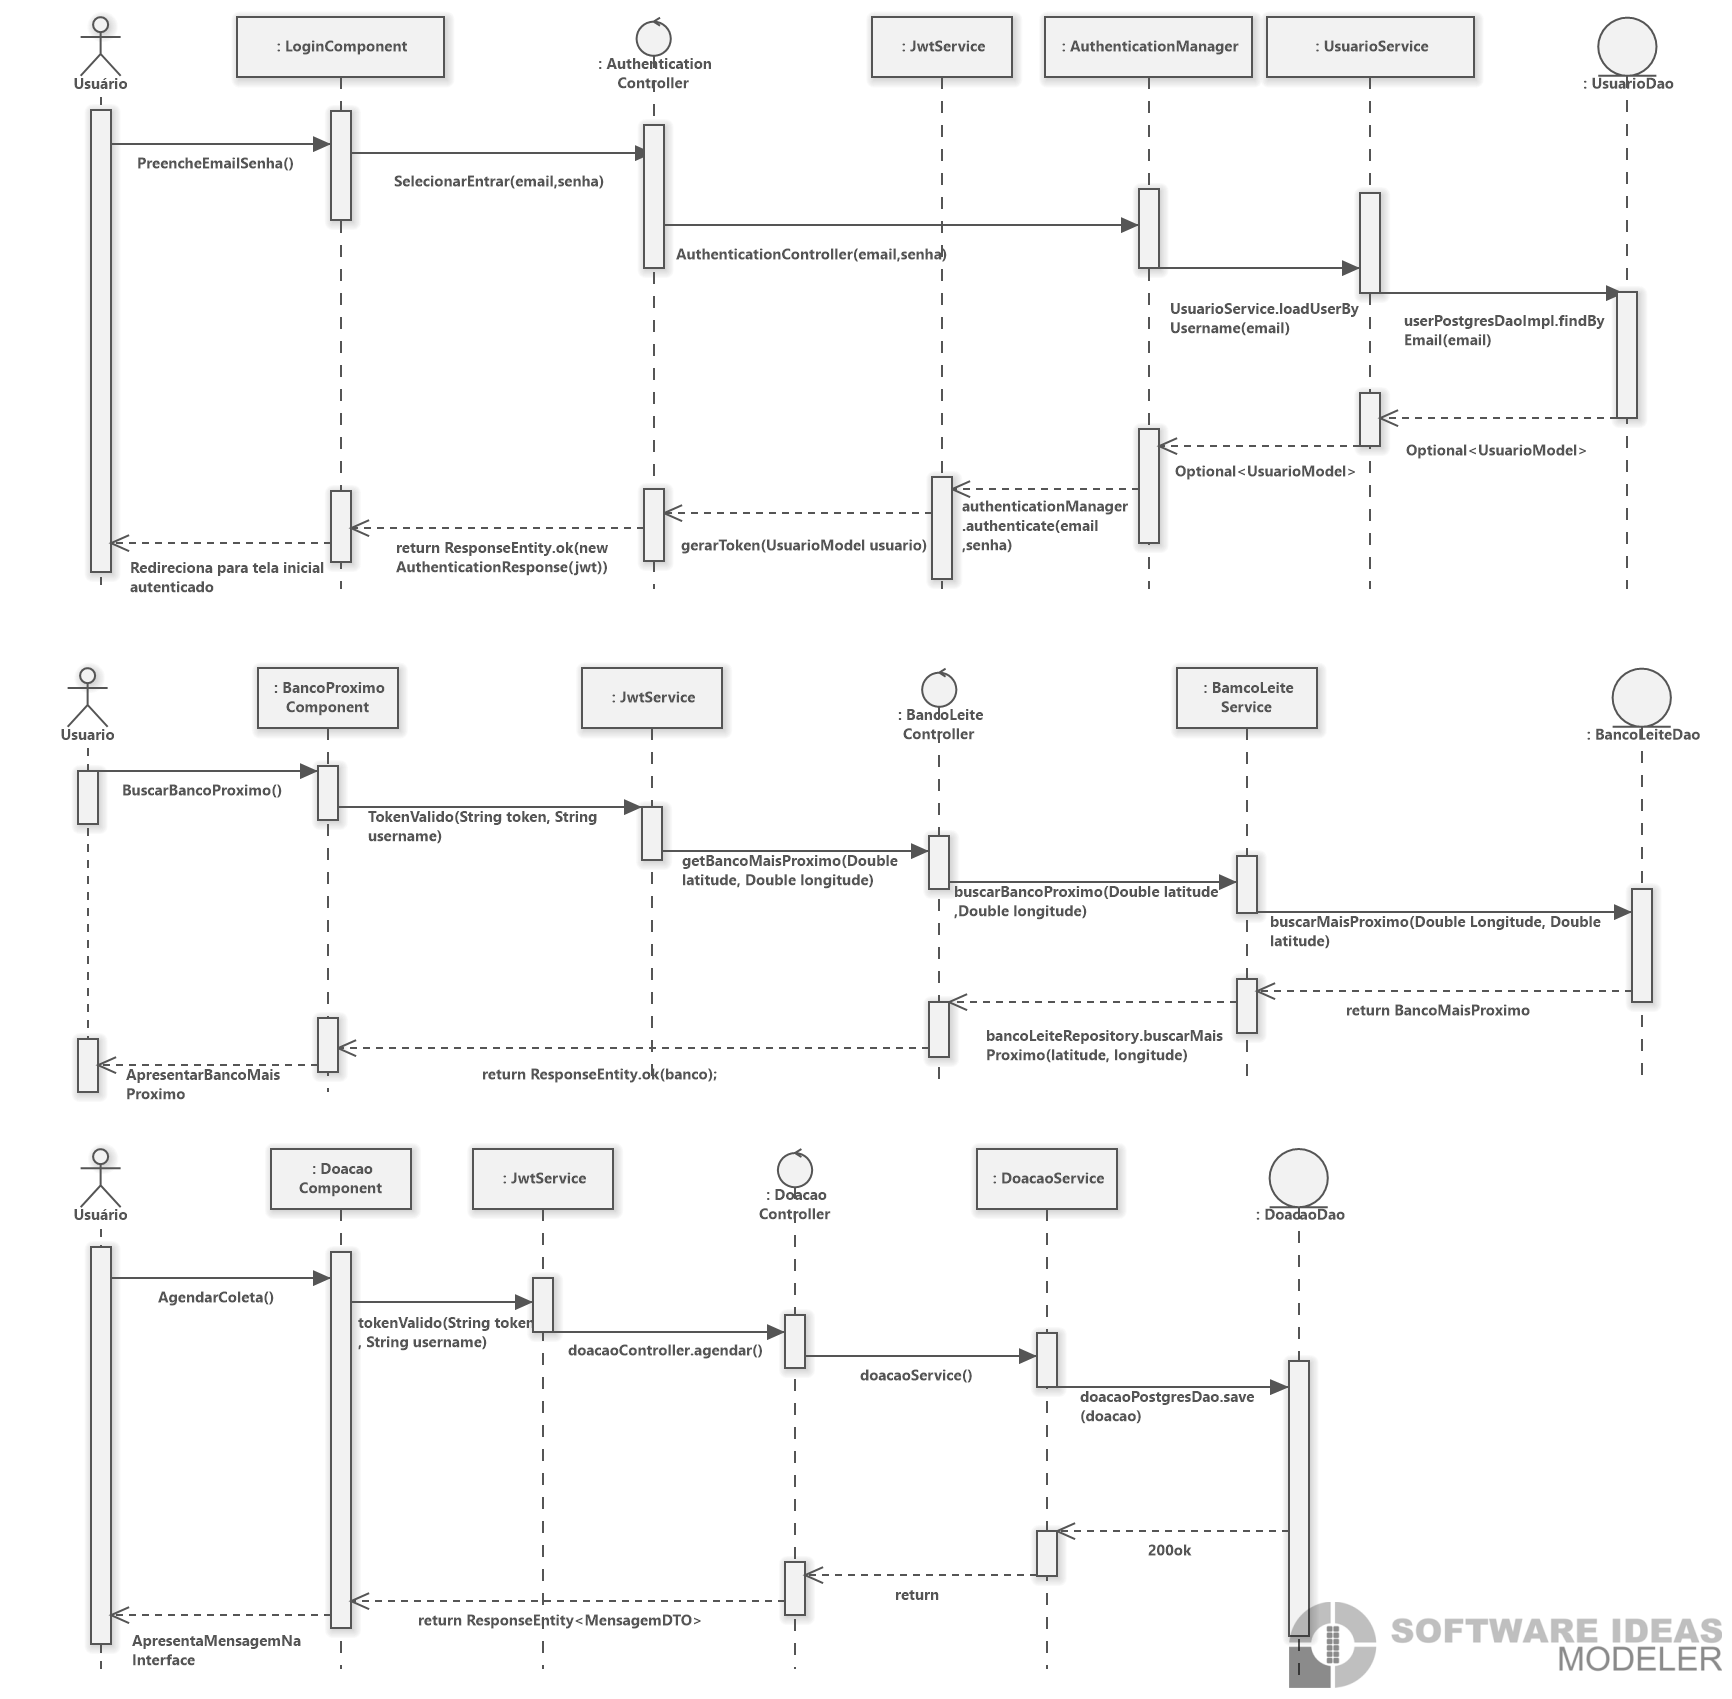 : LoginComponent
: Authentication
Controller
: JwtService
: AuthenticationManager
: UsuarioService
: UsuarioDao
Usuário
PreencheEmailSenha()
SelecionarEntrar(email,senha)
AuthenticationController(email,senha)
UsuarioService.loadUserBy
Username(email)
userPostgresDaoImpl.findBy
Email(email)
Optional<UsuarioModel>
Optional<UsuarioModel>
authenticationManager
.authenticate(email
,senha)
gerarToken(UsuarioModel usuario)
return ResponseEntity.ok(new
AuthenticationResponse(jwt))
Redireciona para tela inicial
autenticado
Usuario
: BancoProximo
Component
: JwtService
: BancoLeite
Controller
: BamcoLeite
Service
: BancoLeiteDao
BuscarBancoProximo()
TokenValido(String token, String
username)
getBancoMaisProximo(Double
latitude, Double longitude)
buscarBancoProximo(Double latitude
,Double longitude)
buscarMaisProximo(Double Longitude, Double
latitude)
return BancoMaisProximo
bancoLeiteRepository.buscarMais
Proximo(latitude, longitude)
return ResponseEntity.ok(banco);
ApresentarBancoMais
Proximo
Usuário
: Doacao
Component
: JwtService
: Doacao
Controller
: DoacaoService
: DoacaoDao
AgendarColeta()
tokenValido(String token
, String username)
doacaoController.agendar()
doacaoService()
doacaoPostgresDao.save
(doacao)
200ok
return
return ResponseEntity<MensagemDTO>
ApresentaMensagemNa
Interface
SOFTWARE IDEAS
MODELER